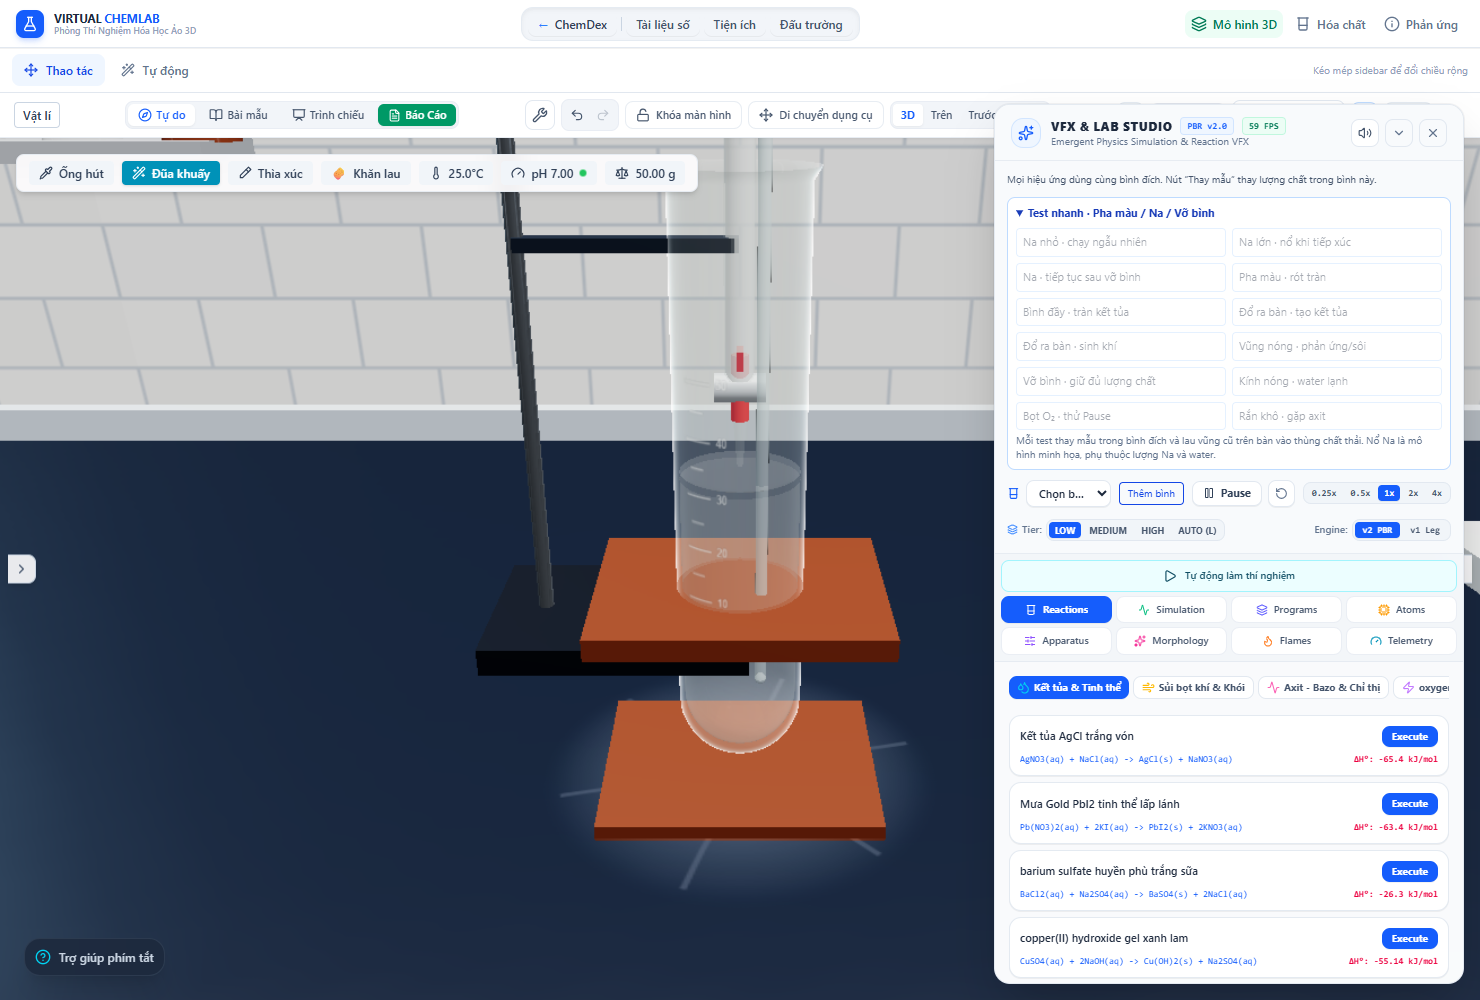 VIRTUAL CHEMLAB
Phòng Thí Nghiệm Hóa Học Ảo 3D
← ChemDex
Tài liệu số
Tiện ích
Đấu trường
Mô hình 3D
Hóa chất
Phản ứng
Thao tác
Tự động
Kéo mép sidebar để đổi chiều rộng
Vật lí
Tự do
Bài mẫu
Trình chiếu
Báo Cáo
Khóa màn hình
Di chuyển dụng cụ
3D
Trên
Trước
Ống hút
Đũa khuấy
Thìa xúc
Khăn lau
25.0°C
pH 7.00
50.00 g
VFX & LAB STUDIO
PBR v2.0
59 FPS
Emergent Physics Simulation & Reaction VFX
Mọi hiệu ứng dùng cùng bình đích. Nút "Thay mẫu" thay lượng chất trong bình này.
▼ Test nhanh · Pha màu / Na / Vỡ bình
Na nhỏ · chạy ngẫu nhiên
Na lớn · nổ khi tiếp xúc
Na · tiếp tục sau vỡ bình
Pha màu · rót tràn
Bình đầy · tràn kết tủa
Đổ ra bàn · tạo kết tủa
Đổ ra bàn · sinh khí
Vũng nóng · phản ứng/sôi
Vỡ bình · giữ đủ lượng chất
Kính nóng · water lạnh
Bọt O₂ · thử Pause
Rắn khô · gặp axit
Mỗi test thay mẫu trong bình đích và lau vũng cũ trên bàn vào thùng chất thải. Nổ Na là mô
hình minh họa, phụ thuộc lượng Na và water.
Chọn b...
Thêm bình
Pause
0.25x
0.5x
1x
2x
4x
Tier:
LOW
MEDIUM
HIGH
AUTO (L)
Engine:
v2 PBR
v1 Leg
Tự động làm thí nghiệm
Reactions
Simulation
Programs
Atoms
Apparatus
Morphology
Flames
Telemetry
Kết tủa & Tinh thể
Sủi bọt khí & Khói
Axit - Bazo & Chỉ thị
Kết tủa AgCl trắng vón
Execute
AgNO3(aq) + NaCl(aq) -> AgCl(s) + NaNO3(aq)
ΔH°: -65.4 kJ/mol
Mưa Gold PbI2 tinh thể lấp lánh
Execute
Pb(NO3)2(aq) + 2KI(aq) -> PbI2(s) + 2KNO3(aq)
ΔH°: -63.4 kJ/mol
barium sulfate huyền phù trắng sữa
Execute
BaCl2(aq) + Na2SO4(aq) -> BaSO4(s) + 2NaCl(aq)
ΔH°: -26.3 kJ/mol
copper(II) hydroxide gel xanh lam
Execute
CuSO4(aq) + 2NaOH(aq) -> Cu(OH)2(s) + Na2SO4(aq)
ΔH°: -55.14 kJ/mol
40
30
20
10
Trợ giúp phím tắt